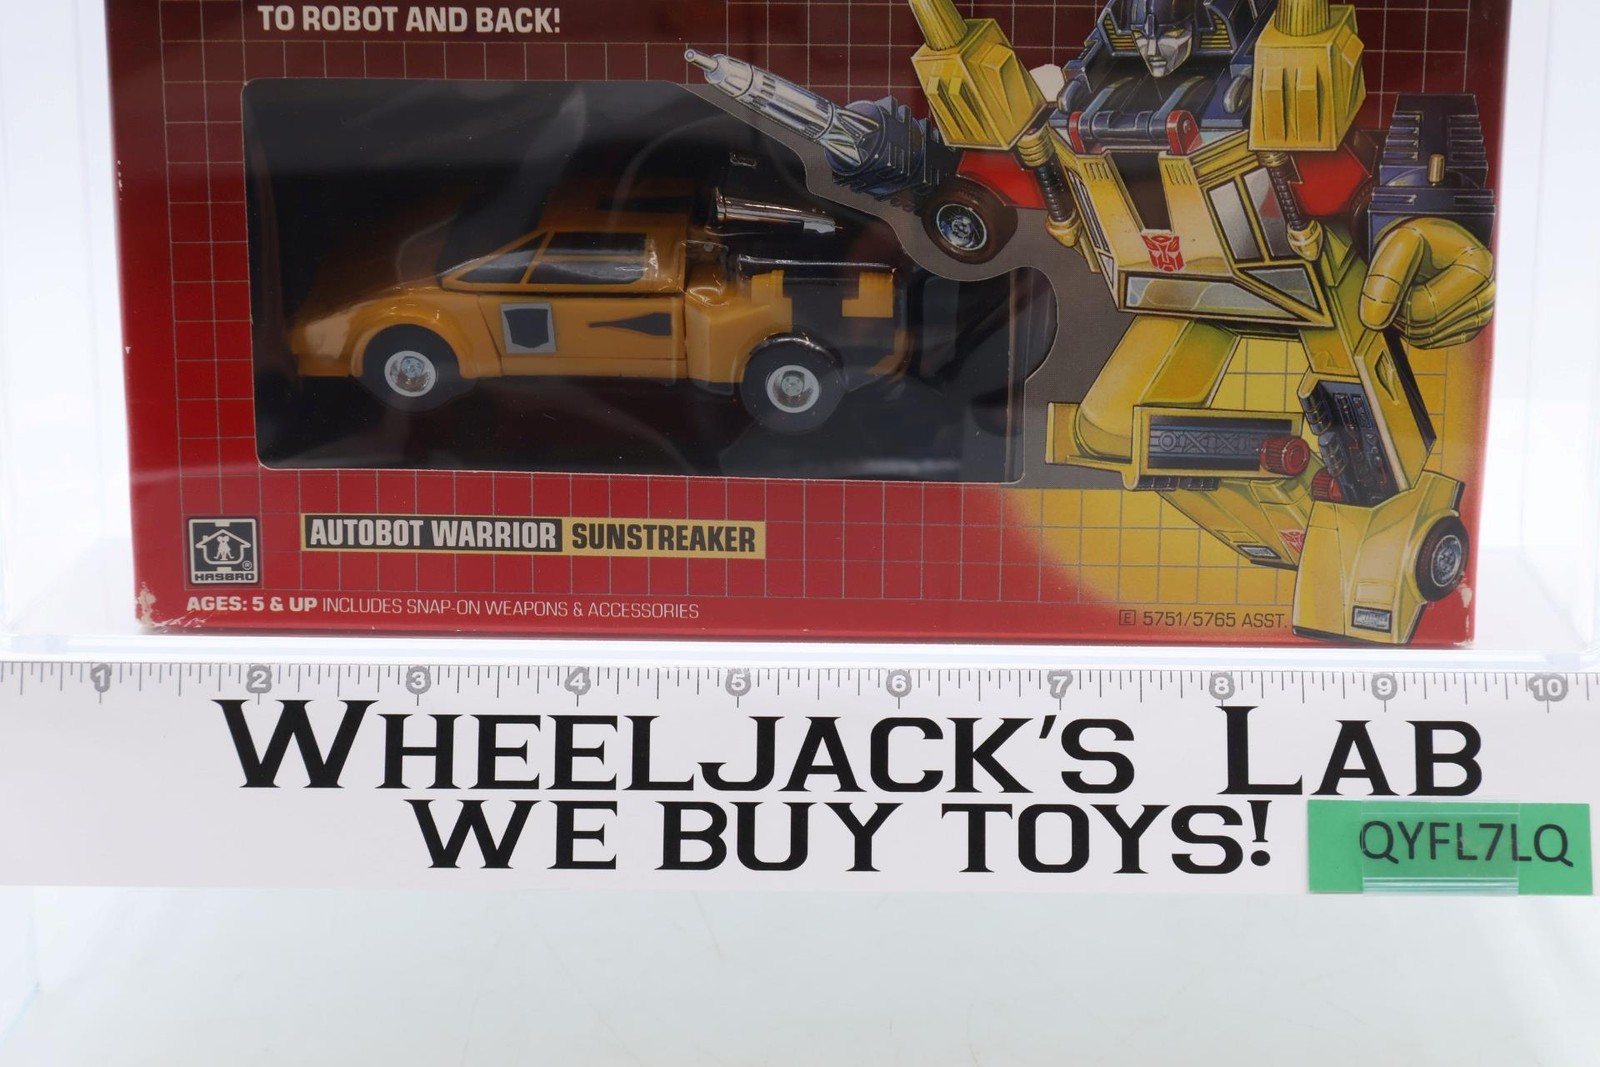 TO ROBOT AND BACK!
AUTOBOT WARRIOR SUNSTREAKER
HASBRO ®
AGES: 5 & UP INCLUDES SNAP-ON WEAPONS & ACCESSORIES
E 5751/5765 ASST.
1 2 3 4 5 6 7 8 9 10
WHEELJACK'S LAB
WE BUY TOYS!
QYFL7LQ